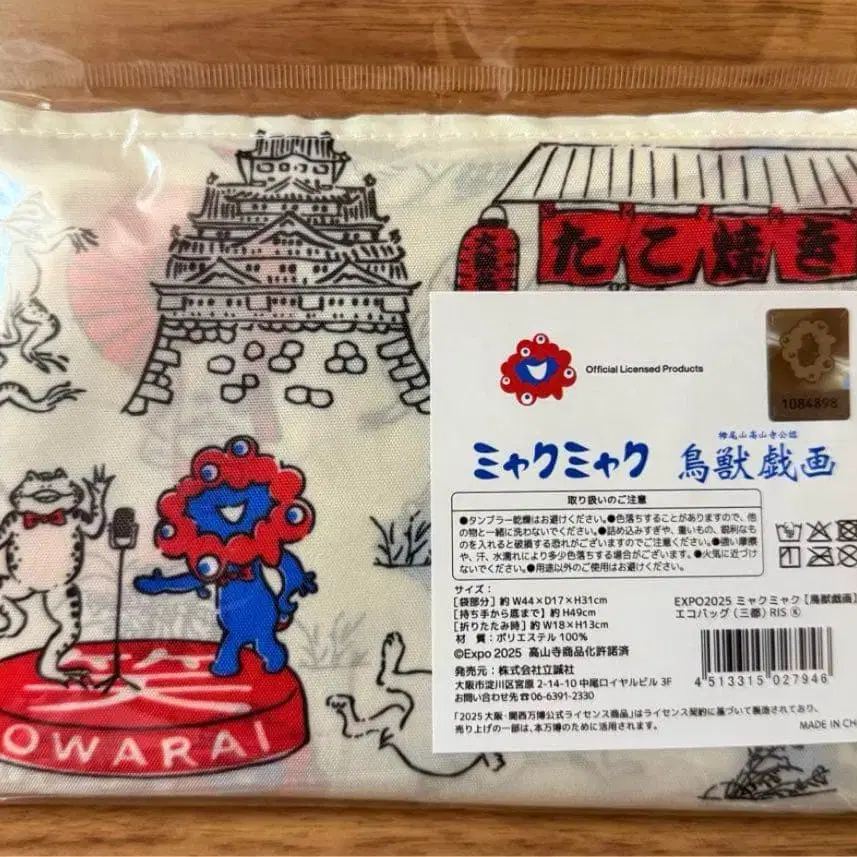 たこ焼き
Official Licensed Products
1084898
栂尾山高山寺公認
ミャクミャク 鳥獣戯画
取り扱いのご注意
●タンブラー乾燥はお避けください。●色落ちすることがありますので、他
の物と一緒に洗わないでください。●詰め込みすぎや、重いもの、鋭利なも
のを入れると破損する恐れがございますのでご注意ください。●強い摩擦
や、汗、水濡れにより多少色落ちする場合がございます。●火気に近づけ
ないでください。●用途以外のご使用はお避けください。
サイズ:
【袋部分】約 W44×D17×H31cm
【持ち手から底まで】約 H49cm
【折りたたみ時】約 W18×H13cm
材 質:ポリエステル 100%
©Expo 2025 高山寺商品化許諾済
発売元:株式会社立誠社
大阪市淀川区宮原 2-14-10 中尾ロイヤルビル 3F
お問い合わせ先☎06-6391-2330
EXPO2025 ミャクミャク【鳥獣戯画】
エコバッグ(三都)RIS Ⓚ
4 513315 027946
「2025 大阪・関西万博公式ライセンス商品」はライセンス契約に基づいて製造されており、
売り上げの一部は、本万博のために活用されます。
MADE IN CH
笑
OWARAI